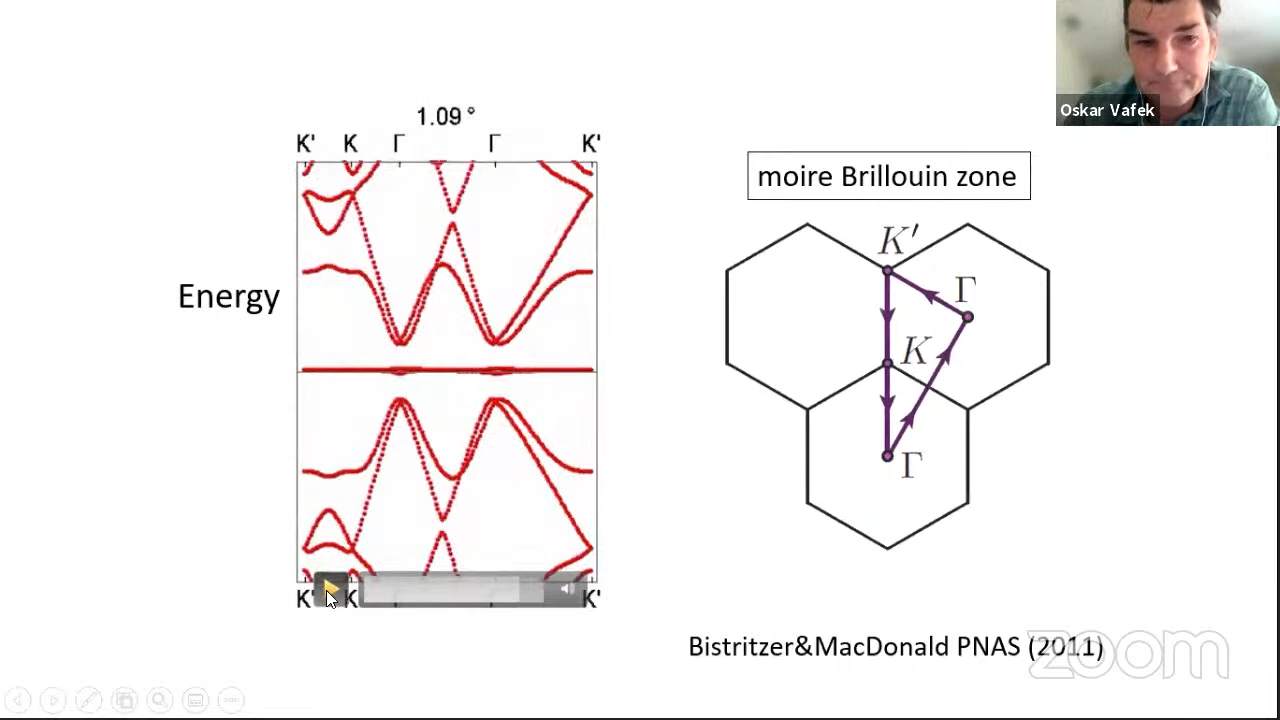 Oskar Vafek
1.09 °
K' K Γ Γ K'
Energy
K' K Γ K'
moire Brillouin zone
K′
Γ
K
Γ
Bistritzer&MacDonald PNAS (2011)
zoom